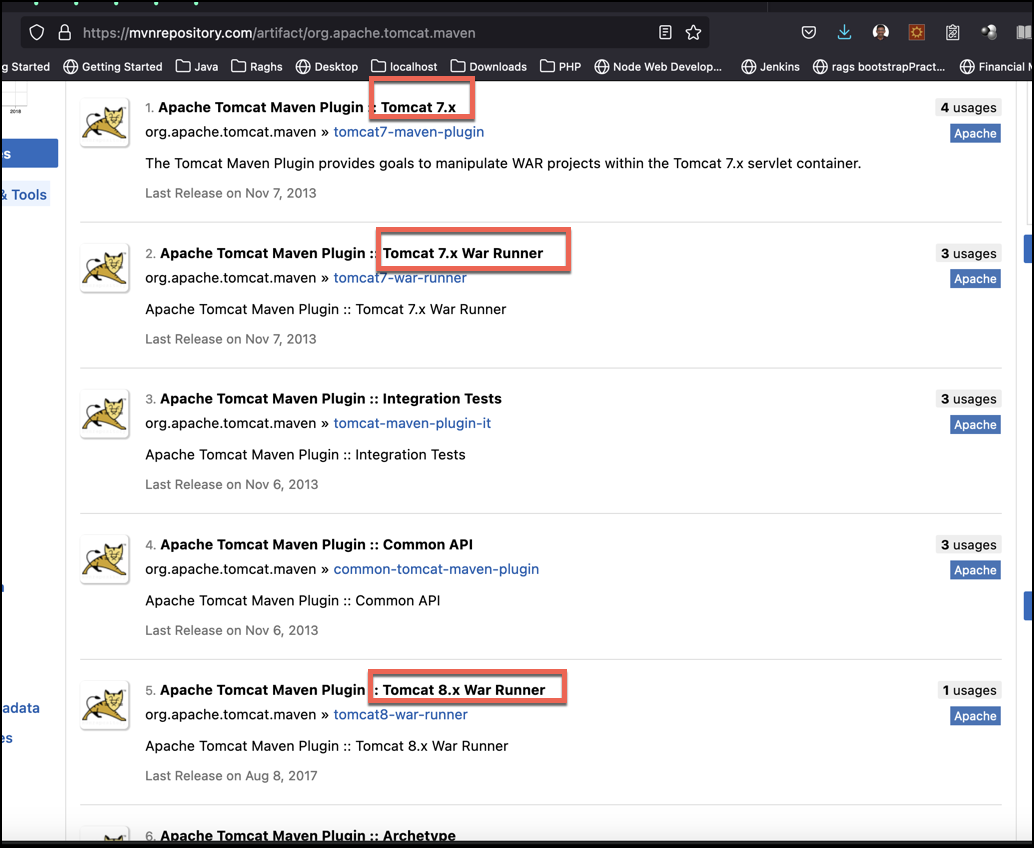 https://mvnrepository.com/artifact/org.apache.tomcat.maven
g Started Getting Started Java Raghs Desktop localhost Downloads PHP Node Web Develop... Jenkins rags bootstrapPract... Financial
2018
s
& Tools
adata
es
1. Apache Tomcat Maven Plugin :: Tomcat 7.x
4 usages
org.apache.tomcat.maven » tomcat7-maven-plugin
Apache
The Tomcat Maven Plugin provides goals to manipulate WAR projects within the Tomcat 7.x servlet container.
Last Release on Nov 7, 2013
2. Apache Tomcat Maven Plugin :: Tomcat 7.x War Runner
3 usages
org.apache.tomcat.maven » tomcat7-war-runner
Apache
Apache Tomcat Maven Plugin :: Tomcat 7.x War Runner
Last Release on Nov 7, 2013
3. Apache Tomcat Maven Plugin :: Integration Tests
3 usages
org.apache.tomcat.maven » tomcat-maven-plugin-it
Apache
Apache Tomcat Maven Plugin :: Integration Tests
Last Release on Nov 6, 2013
4. Apache Tomcat Maven Plugin :: Common API
3 usages
org.apache.tomcat.maven » common-tomcat-maven-plugin
Apache
Apache Tomcat Maven Plugin :: Common API
Last Release on Nov 6, 2013
5. Apache Tomcat Maven Plugin : Tomcat 8.x War Runner
1 usages
org.apache.tomcat.maven » tomcat8-war-runner
Apache
Apache Tomcat Maven Plugin :: Tomcat 8.x War Runner
Last Release on Aug 8, 2017
6. Apache Tomcat Maven Plugin :: Archetype